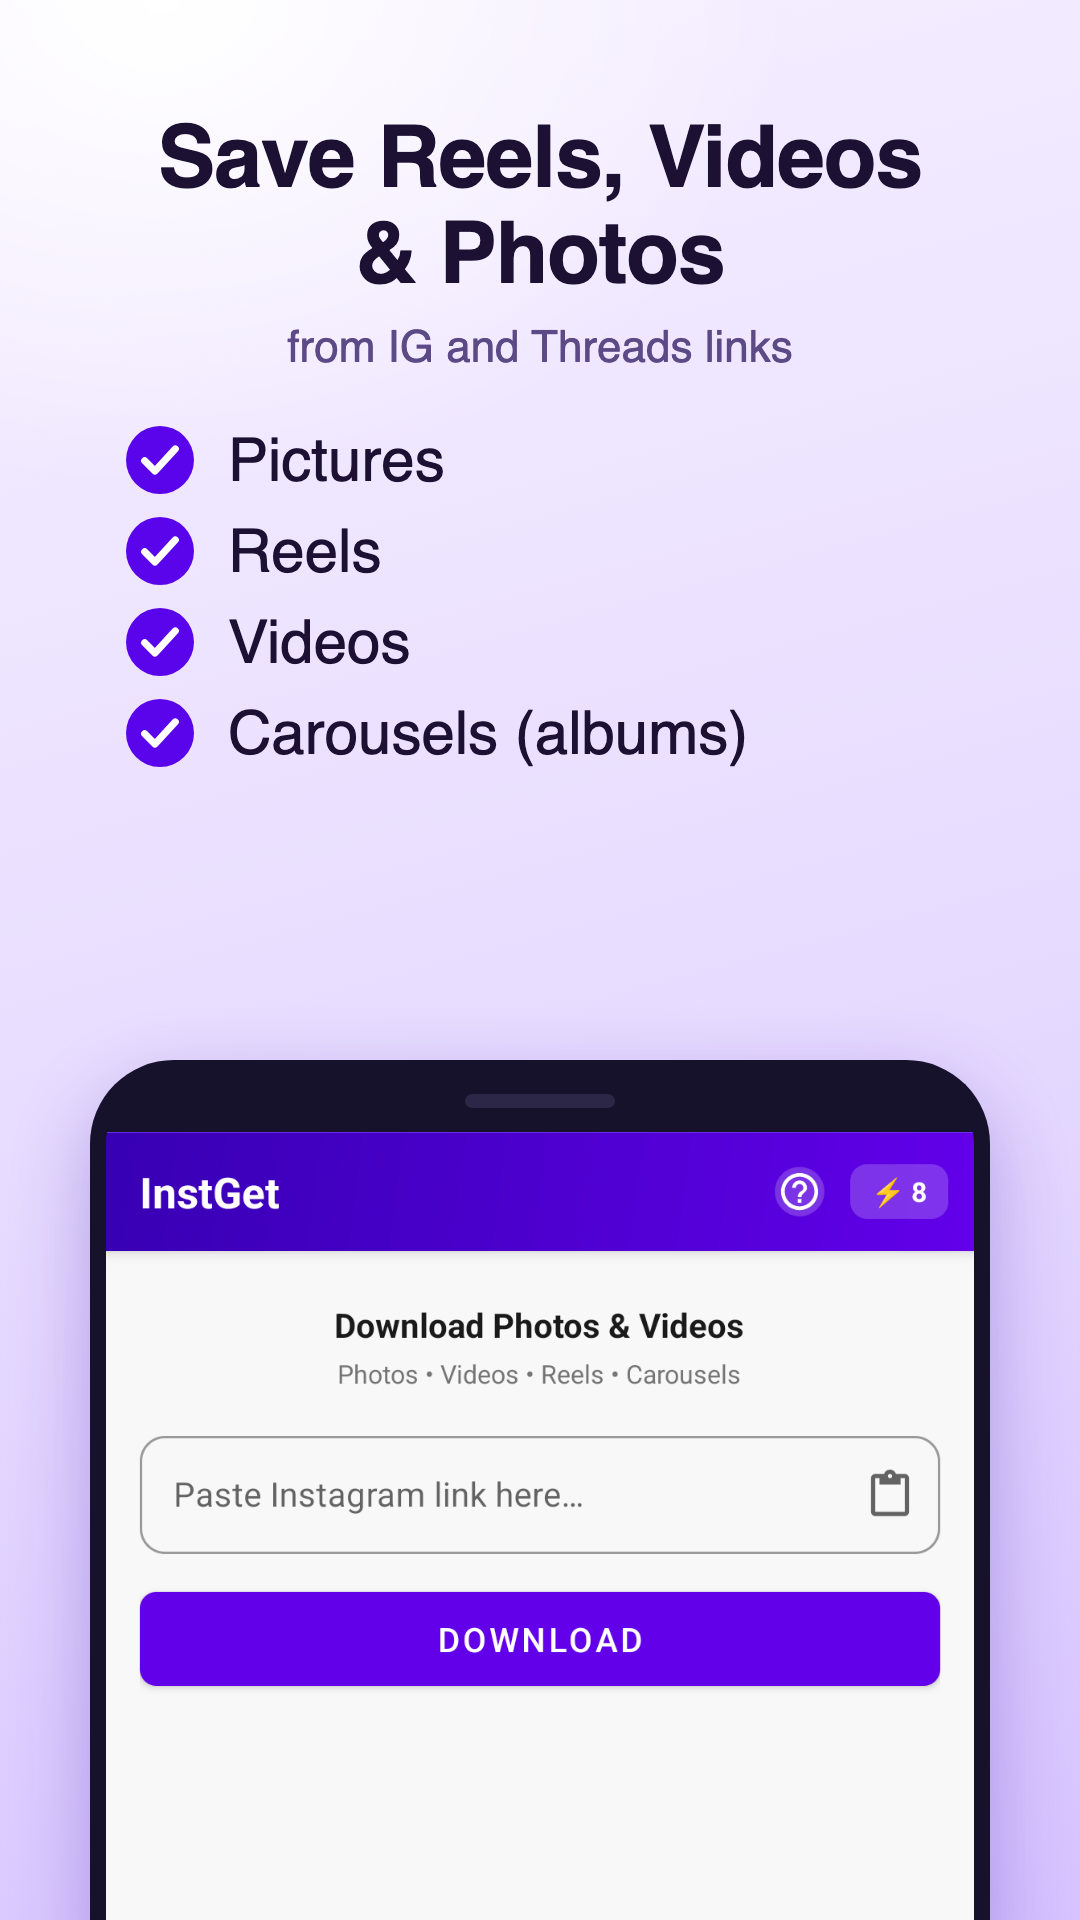 Save Reels, Videos
& Photos
from IG and Threads links
Pictures
Reels
Videos
Carousels (albums)
InstGet
⚡ 8
Download Photos & Videos
Photos • Videos • Reels • Carousels
Paste Instagram link here...
DOWNLOAD